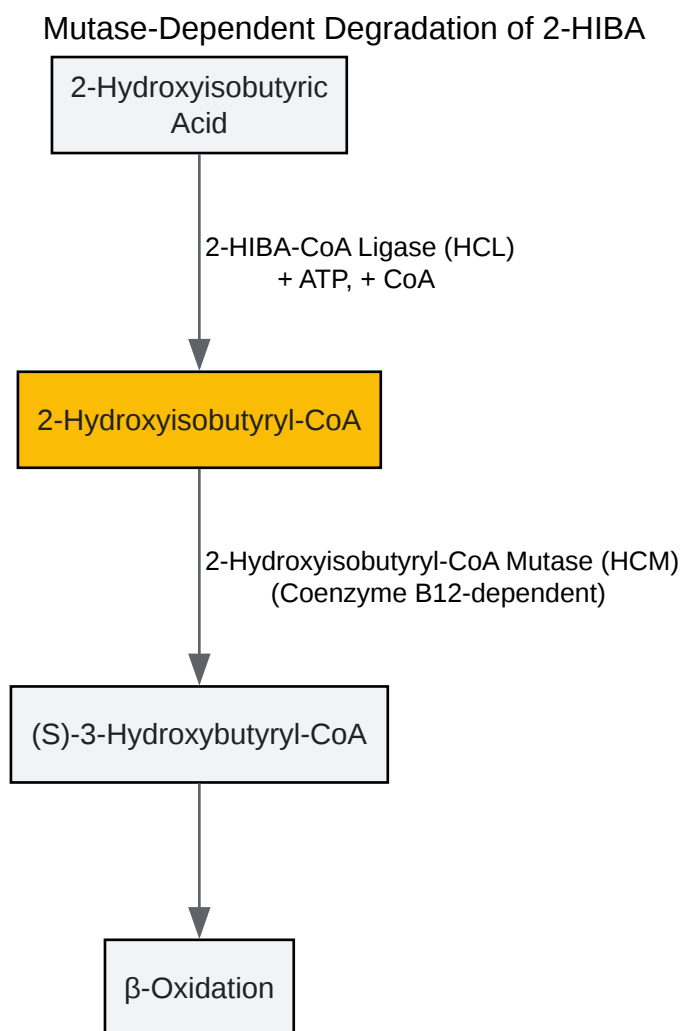 Mutase-Dependent Degradation of 2-HIBA
2-Hydroxyisobutyric
Acid
2-HIBA-CoA Ligase (HCL)
+ ATP, + CoA
2-Hydroxyisobutyryl-CoA
2-Hydroxyisobutyryl-CoA Mutase (HCM)
(Coenzyme B12-dependent)
(S)-3-Hydroxybutyryl-CoA
β-Oxidation